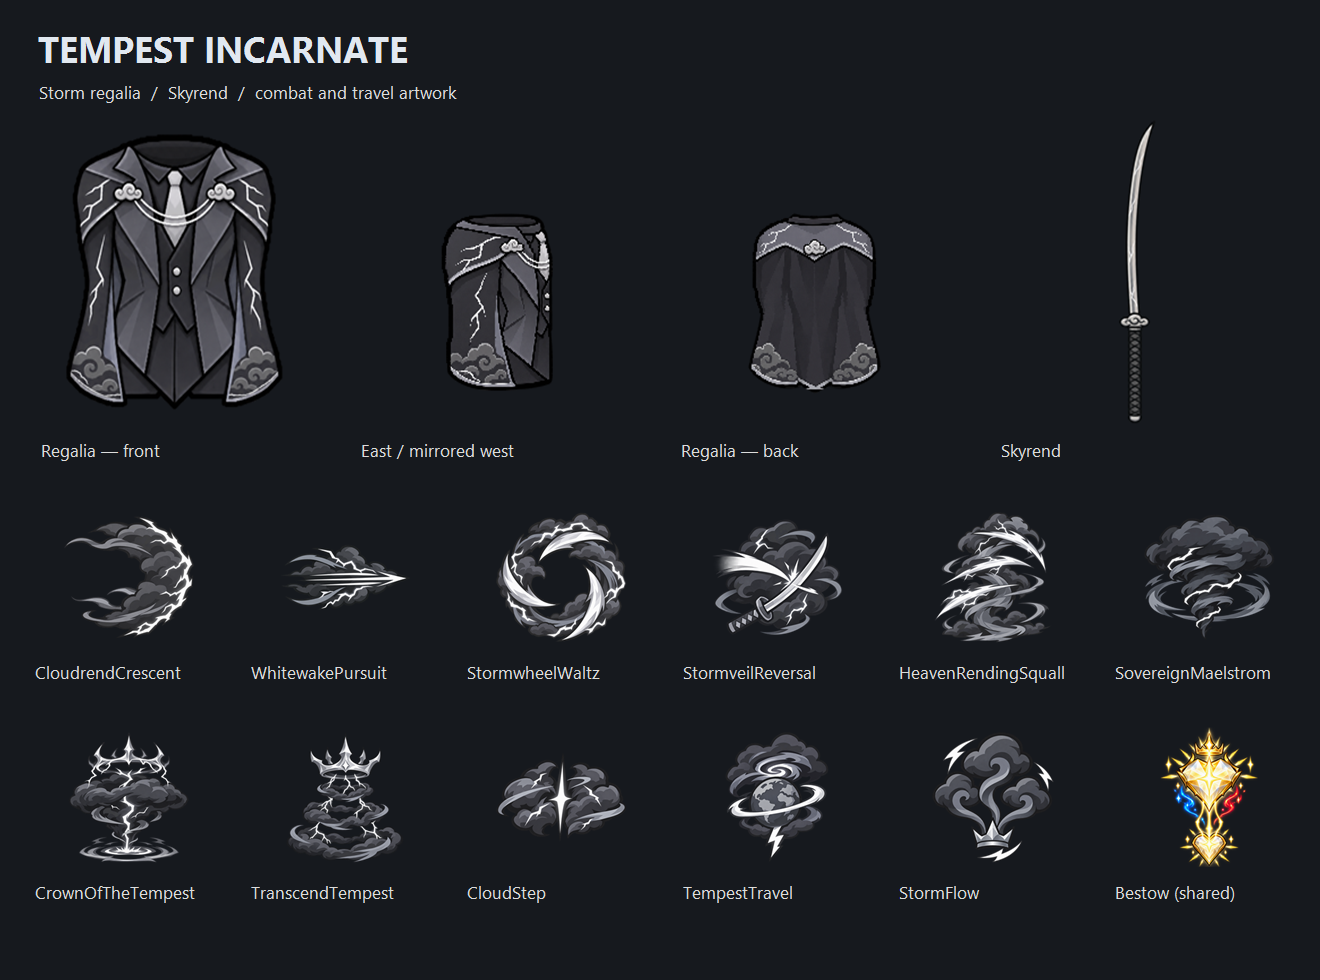 TEMPEST INCARNATE
Storm regalia / Skyrend / combat and travel artwork
Regalia — front
East / mirrored west
Regalia — back
Skyrend
CloudrendCrescent
WhitewakePursuit
StormwheelWaltz
StormveilReversal
HeavenRendingSquall
SovereignMaelstrom
CrownOfTheTempest
TranscendTempest
CloudStep
TempestTravel
StormFlow
Bestow (shared)